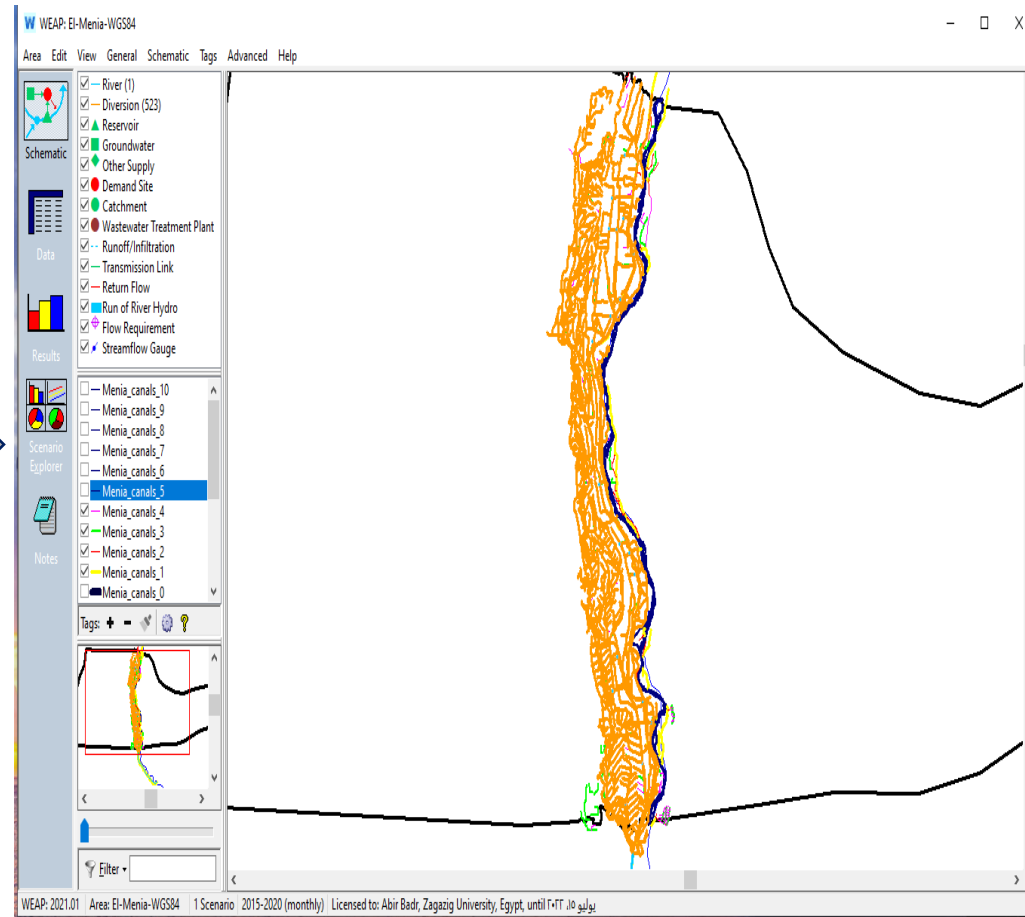 WEAP: El-Menia-WGS84
Area Edit View General Schematic Tags Advanced Help
Schematic
Data
Results
Scenario
Explorer
Notes
River (1)
Diversion (523)
Reservoir
Groundwater
Other Supply
Demand Site
Catchment
Wastewater Treatment Plant
Runoff/Infiltration
Transmission Link
Return Flow
Run of River Hydro
Flow Requirement
Streamflow Gauge
Menia_canals_10
Menia_canals_9
Menia_canals_8
Menia_canals_7
Menia_canals_6
Menia_canals_5
Menia_canals_4
Menia_canals_3
Menia_canals_2
Menia_canals_1
Menia_canals_0
Tags:
Filter
WEAP: 2021.01 Area: El-Menia-WGS84 1 Scenario 2015-2020 (monthly) Licensed to: Abir Badr, Zagazig University, Egypt, until يوليو ١٥, ٢٠٢٣